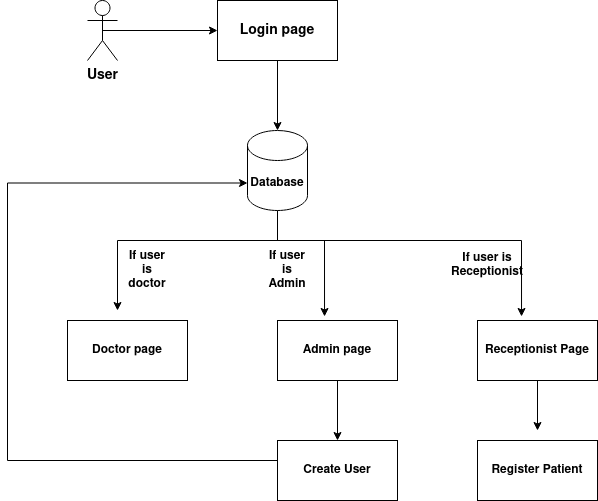 Login page
User
Database
If user
is
doctor
If user
is
Admin
If user is
Receptionist
Doctor page
Admin page
Receptionist Page
Create User
Register Patient